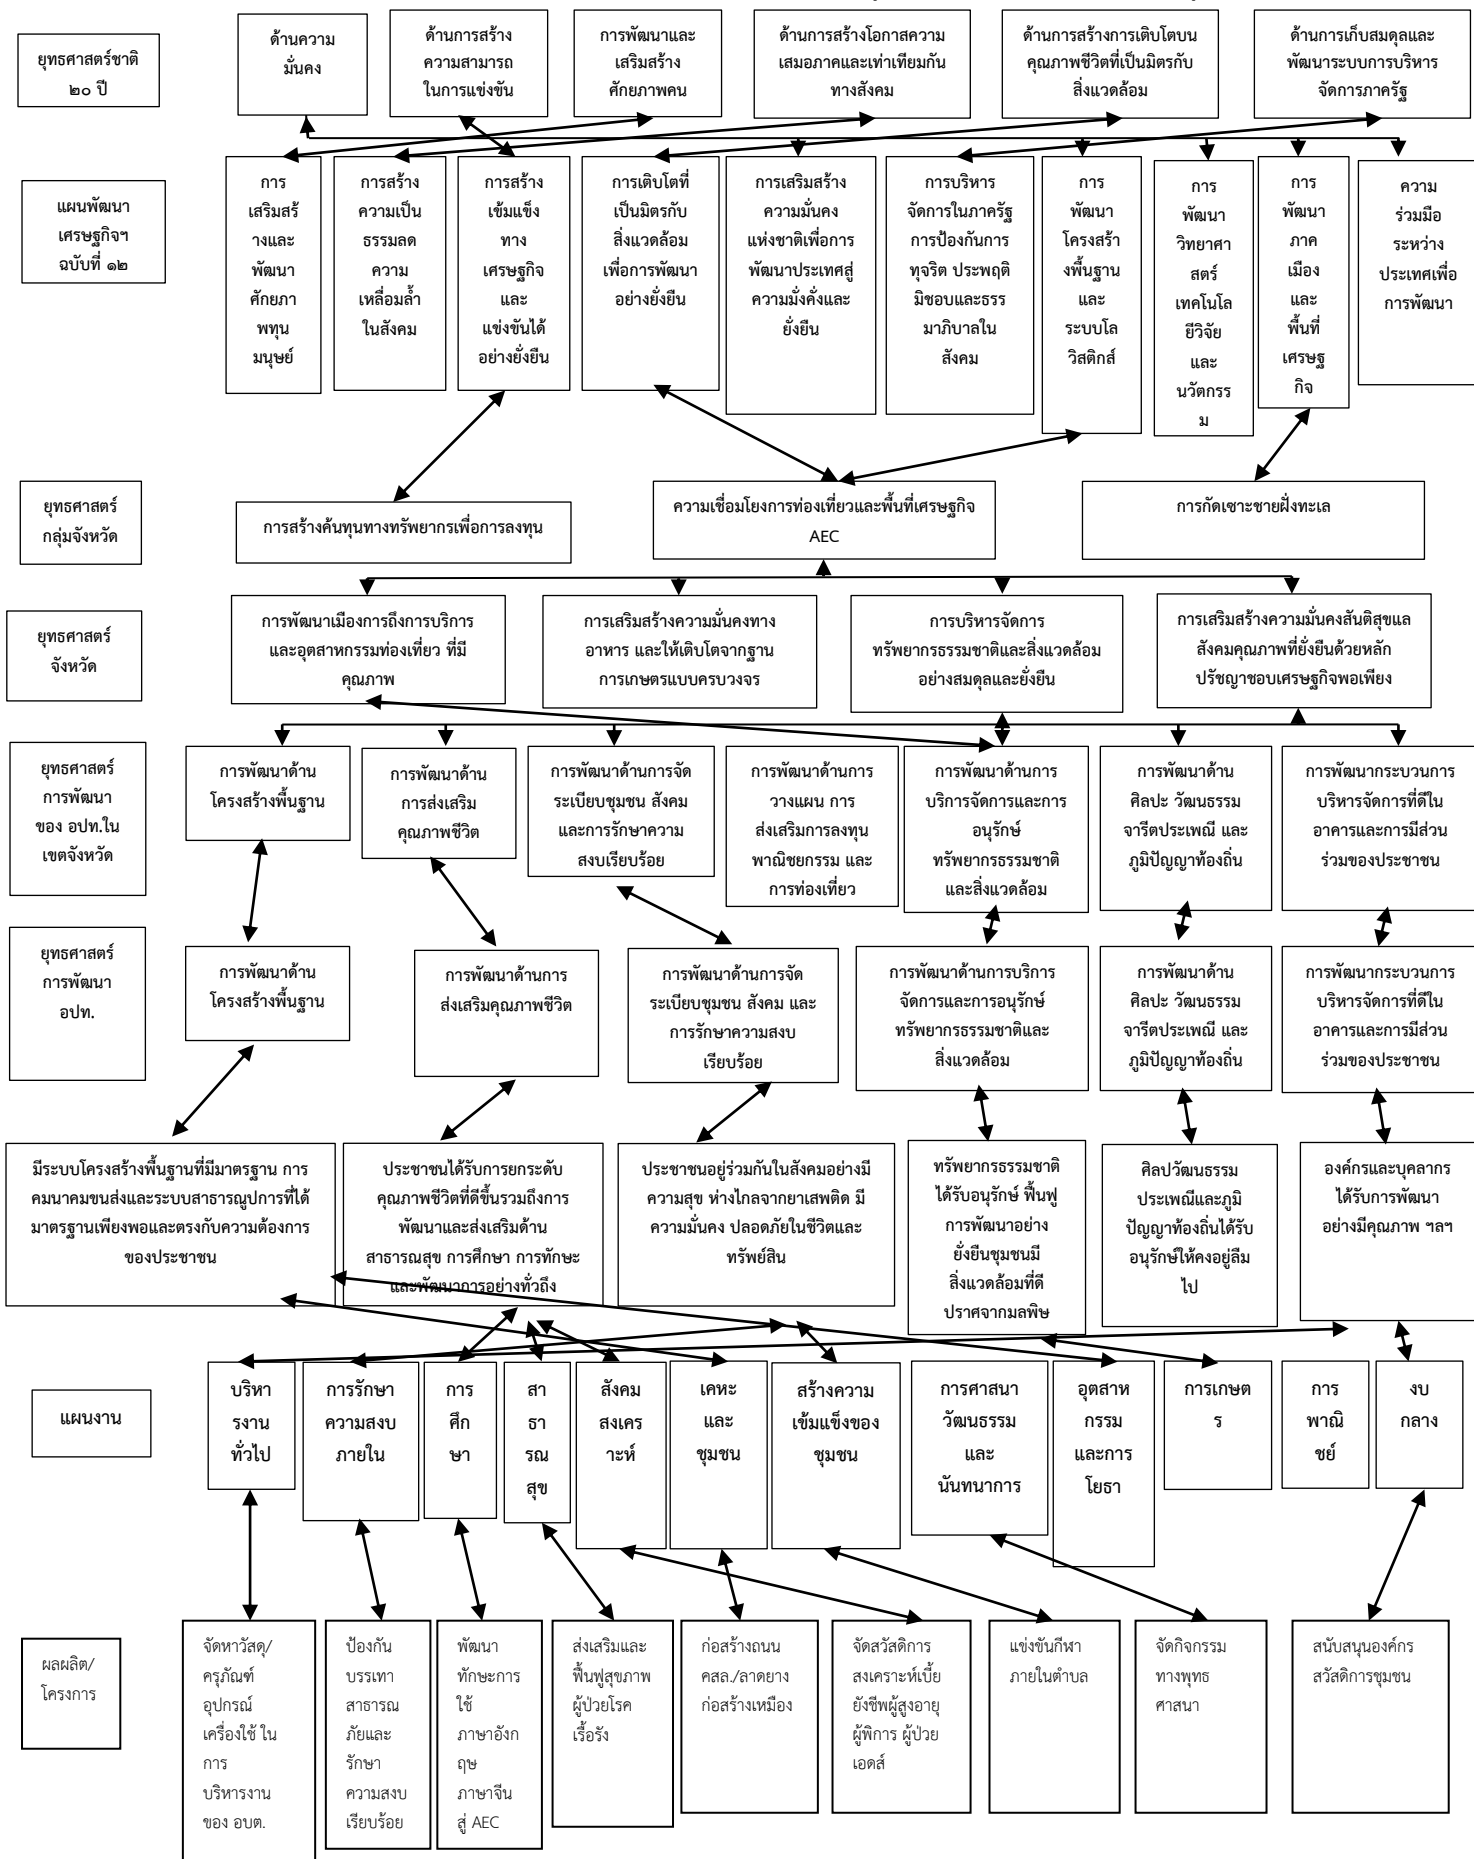 ยุทธศาสตร์ชาติ
๒๐ ปี
ด้านความ
มั่นคง
ด้านการสร้าง
ความสามารถ
ในการแข่งขัน
การพัฒนาและ
เสริมสร้าง
ศักยภาพคน
ด้านการสร้างโอกาสความ
เสมอภาคและเท่าเทียมกัน
ทางสังคม
ด้านการสร้างการเติบโตบน
คุณภาพชีวิตที่เป็นมิตรกับ
สิ่งแวดล้อม
ด้านการเก็บสมดุลและ
พัฒนาระบบการบริหาร
จัดการภาครัฐ
แผนพัฒนา
เศรษฐกิจฯ
ฉบับที่ ๑๒
การ
เสริมสร้
างและ
พัฒนา
ศักยภา
พทุน
มนุษย์
การสร้าง
ความเป็น
ธรรมลด
ความ
เหลื่อมล้ำ
ในสังคม
การสร้าง
เข้มแข็ง
ทาง
เศรษฐกิจ
และ
แข่งขันได้
อย่างยั่งยืน
การเติบโตที่
เป็นมิตรกับ
สิ่งแวดล้อม
เพื่อการพัฒนา
อย่างยั่งยืน
การเสริมสร้าง
ความมั่นคง
แห่งชาติเพื่อการ
พัฒนาประเทศสู่
ความมั่งคั่งและ
ยั่งยืน
การบริหาร
จัดการในภาครัฐ
การป้องกันการ
ทุจริต ประพฤติ
มิชอบและธรร
มาภิบาลใน
สังคม
การ
พัฒนา
โครงสร้า
งพื้นฐาน
และ
ระบบโล
วิสติกส์
การ
พัฒนา
วิทยาศา
สตร์
เทคโนโล
ยีวิจัย
และ
นวัตกรร
ม
การ
พัฒนา
ภาค
เมือง
และ
พื้นที่
เศรษฐ
กิจ
ความ
ร่วมมือ
ระหว่าง
ประเทศเพื่อ
การพัฒนา
ยุทธศาสตร์
กลุ่มจังหวัด
การสร้างค้นทุนทางทรัพยากรเพื่อการลงทุน
ความเชื่อมโยงการท่องเที่ยวและพื้นที่เศรษฐกิจ
AEC
การกัดเซาะชายฝั่งทะเล
ยุทธศาสตร์
จังหวัด
การพัฒนาเมืองการถึงการบริการ
และอุตสาหกรรมท่องเที่ยว ที่มี
คุณภาพ
การเสริมสร้างความมั่นคงทาง
อาหาร และให้เติบโตจากฐาน
การเกษตรแบบครบวงจร
การบริหารจัดการ
ทรัพยากรธรรมชาติและสิ่งแวดล้อม
อย่างสมดุลและยั่งยืน
การเสริมสร้างความมั่นคงสันติสุขแล
สังคมคุณภาพที่ยั่งยืนด้วยหลัก
ปรัชญาชอบเศรษฐกิจพอเพียง
ยุทธศาสตร์
การพัฒนา
ของ อปท.ใน
เขตจังหวัด
การพัฒนาด้าน
โครงสร้างพื้นฐาน
การพัฒนาด้าน
การส่งเสริม
คุณภาพชีวิต
การพัฒนาด้านการจัด
ระเบียบชุมชน สังคม
และการรักษาความ
สงบเรียบร้อย
การพัฒนาด้านการ
วางแผน การ
ส่งเสริมการลงทุน
พาณิชยกรรม และ
การท่องเที่ยว
การพัฒนาด้านการ
บริการจัดการและการ
อนุรักษ์
ทรัพยากรธรรมชาติ
และสิ่งแวดล้อม
การพัฒนาด้าน
ศิลปะ วัฒนธรรม
จารีตประเพณี และ
ภูมิปัญญาท้องถิ่น
การพัฒนากระบวนการ
บริหารจัดการที่ดีใน
อาคารและการมีส่วน
ร่วมของประชาชน
ยุทธศาสตร์
การพัฒนา
อปท.
การพัฒนาด้าน
โครงสร้างพื้นฐาน
การพัฒนาด้านการ
ส่งเสริมคุณภาพชีวิต
การพัฒนาด้านการจัด
ระเบียบชุมชน สังคม และ
การรักษาความสงบ
เรียบร้อย
การพัฒนาด้านการบริการ
จัดการและการอนุรักษ์
ทรัพยากรธรรมชาติและ
สิ่งแวดล้อม
การพัฒนาด้าน
ศิลปะ วัฒนธรรม
จารีตประเพณี และ
ภูมิปัญญาท้องถิ่น
การพัฒนากระบวนการ
บริหารจัดการที่ดีใน
อาคารและการมีส่วน
ร่วมของประชาชน
มีระบบโครงสร้างพื้นฐานที่มีมาตรฐาน การ
คมนาคมขนส่งและระบบสาธารณูปการที่ได้
มาตรฐานเพียงพอและตรงกับความต้องการ
ของประชาชน
ประชาชนได้รับการยกระดับ
คุณภาพชีวิตที่ดีขึ้นรวมถึงการ
พัฒนาและส่งเสริมด้าน
สาธารณสุข การศึกษา การทักษะ
และพัฒนาการอย่างทั่วถึง
ประชาชนอยู่ร่วมกันในสังคมอย่างมี
ความสุข ห่างไกลจากยาเสพติด มี
ความมั่นคง ปลอดภัยในชีวิตและ
ทรัพย์สิน
ทรัพยากรธรรมชาติ
ได้รับอนุรักษ์ ฟื้นฟู
การพัฒนาอย่าง
ยั่งยืนชุมชนมี
สิ่งแวดล้อมที่ดี
ปราศจากมลพิษ
ศิลปวัฒนธรรม
ประเพณีและภูมิ
ปัญญาท้องถิ่นได้รับ
อนุรักษ์ให้คงอยู่ลืม
ไป
องค์กรและบุคลากร
ได้รับการพัฒนา
อย่างมีคุณภาพ ฯลฯ
แผนงาน
บริหา
รงาน
ทั่วไป
การรักษา
ความสงบ
ภายใน
การ
ศึก
ษา
สา
ธา
รณ
สุข
สังคม
สงเคร
าะห์
เคหะ
และ
ชุมชน
สร้างความ
เข้มแข็งของ
ชุมชน
การศาสนา
วัฒนธรรม
และ
นันทนาการ
อุตสาห
กรรม
และการ
โยธา
การเกษต
ร
การ
พาณิ
ชย์
งบ
กลาง
ผลผลิต/
โครงการ
จัดหาวัสดุ/
ครุภัณฑ์
อุปกรณ์
เครื่องใช้ ใน
การ
บริหารงาน
ของ อบต.
ป้องกัน
บรรเทา
สาธารณ
ภัยและ
รักษา
ความสงบ
เรียบร้อย
พัฒนา
ทักษะการ
ใช้
ภาษาอังก
ฤษ
ภาษาจีน
สู่ AEC
ส่งเสริมและ
ฟื้นฟูสุขภาพ
ผู้ป่วยโรค
เรื้อรัง
ก่อสร้างถนน
คสล./ลาดยาง
ก่อสร้างเหมือง
จัดสวัสดิการ
สงเคราะห์เบี้ย
ยังชีพผู้สูงอายุ
ผู้พิการ ผู้ป่วย
เอดส์
แข่งขันกีฬา
ภายในตำบล
จัดกิจกรรม
ทางพุทธ
ศาสนา
สนับสนุนองค์กร
สวัสดิการชุมชน